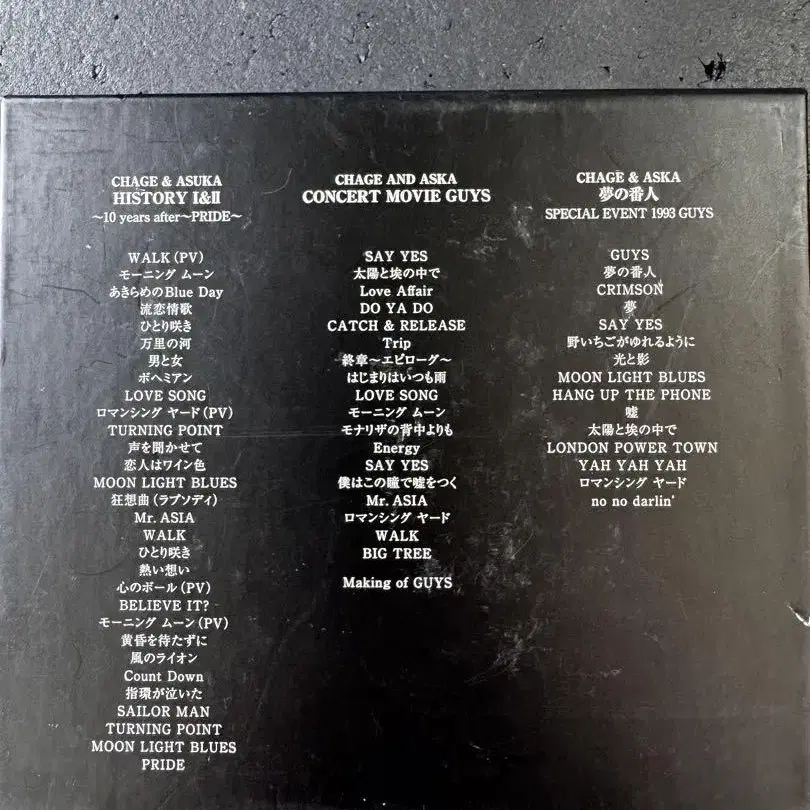 CHAGE & ASUKA
HISTORY I&II
～10 years after～PRIDE～
WALK (PV)
モーニング ムーン
あきらめのBlue Day
流恋情歌
ひとり咲き
万里の河
男と女
ボヘミアン
LOVE SONG
ロマンシング ヤード (PV)
TURNING POINT
声を聞かせて
恋人はワイン色
MOON LIGHT BLUES
狂想曲 (ラプソディ)
Mr. ASIA
WALK
ひとり咲き
熱い想い
心のボール (PV)
BELIEVE IT?
モーニング ムーン (PV)
黄昏を待たずに
風のライオン
Count Down
指環が泣いた
SAILOR MAN
TURNING POINT
MOON LIGHT BLUES
PRIDE
CHAGE AND ASKA
CONCERT MOVIE GUYS
SAY YES
太陽と埃の中で
Love Affair
DO YA DO
CATCH & RELEASE
Trip
終章～エピローグ～
はじまりはいつも雨
LOVE SONG
モーニング ムーン
モナリザの背中よりも
Energy
SAY YES
僕はこの瞳で嘘をつく
Mr. ASIA
ロマンシング ヤード
WALK
BIG TREE
Making of GUYS
CHAGE & ASKA
夢の番人
SPECIAL EVENT 1993 GUYS
GUYS
夢の番人
CRIMSON
夢
SAY YES
野いちごがゆれるように
光と影
MOON LIGHT BLUES
HANG UP THE PHONE
嘘
太陽と埃の中で
LONDON POWER TOWN
YAH YAH YAH
ロマンシング ヤード
no no darlin'